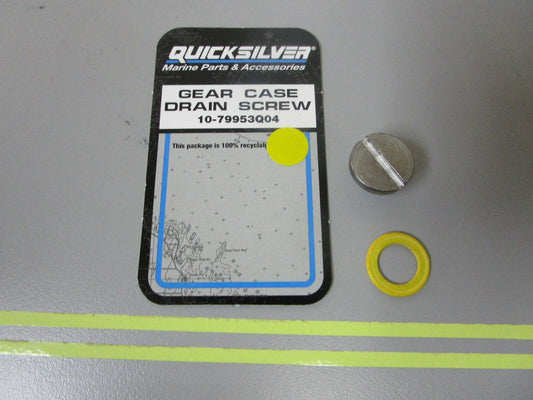 QUICKSILVER®
Marine Parts & Accessories
GEAR CASE
DRAIN SCREW
10-79953Q04
This package is 100% recyclab